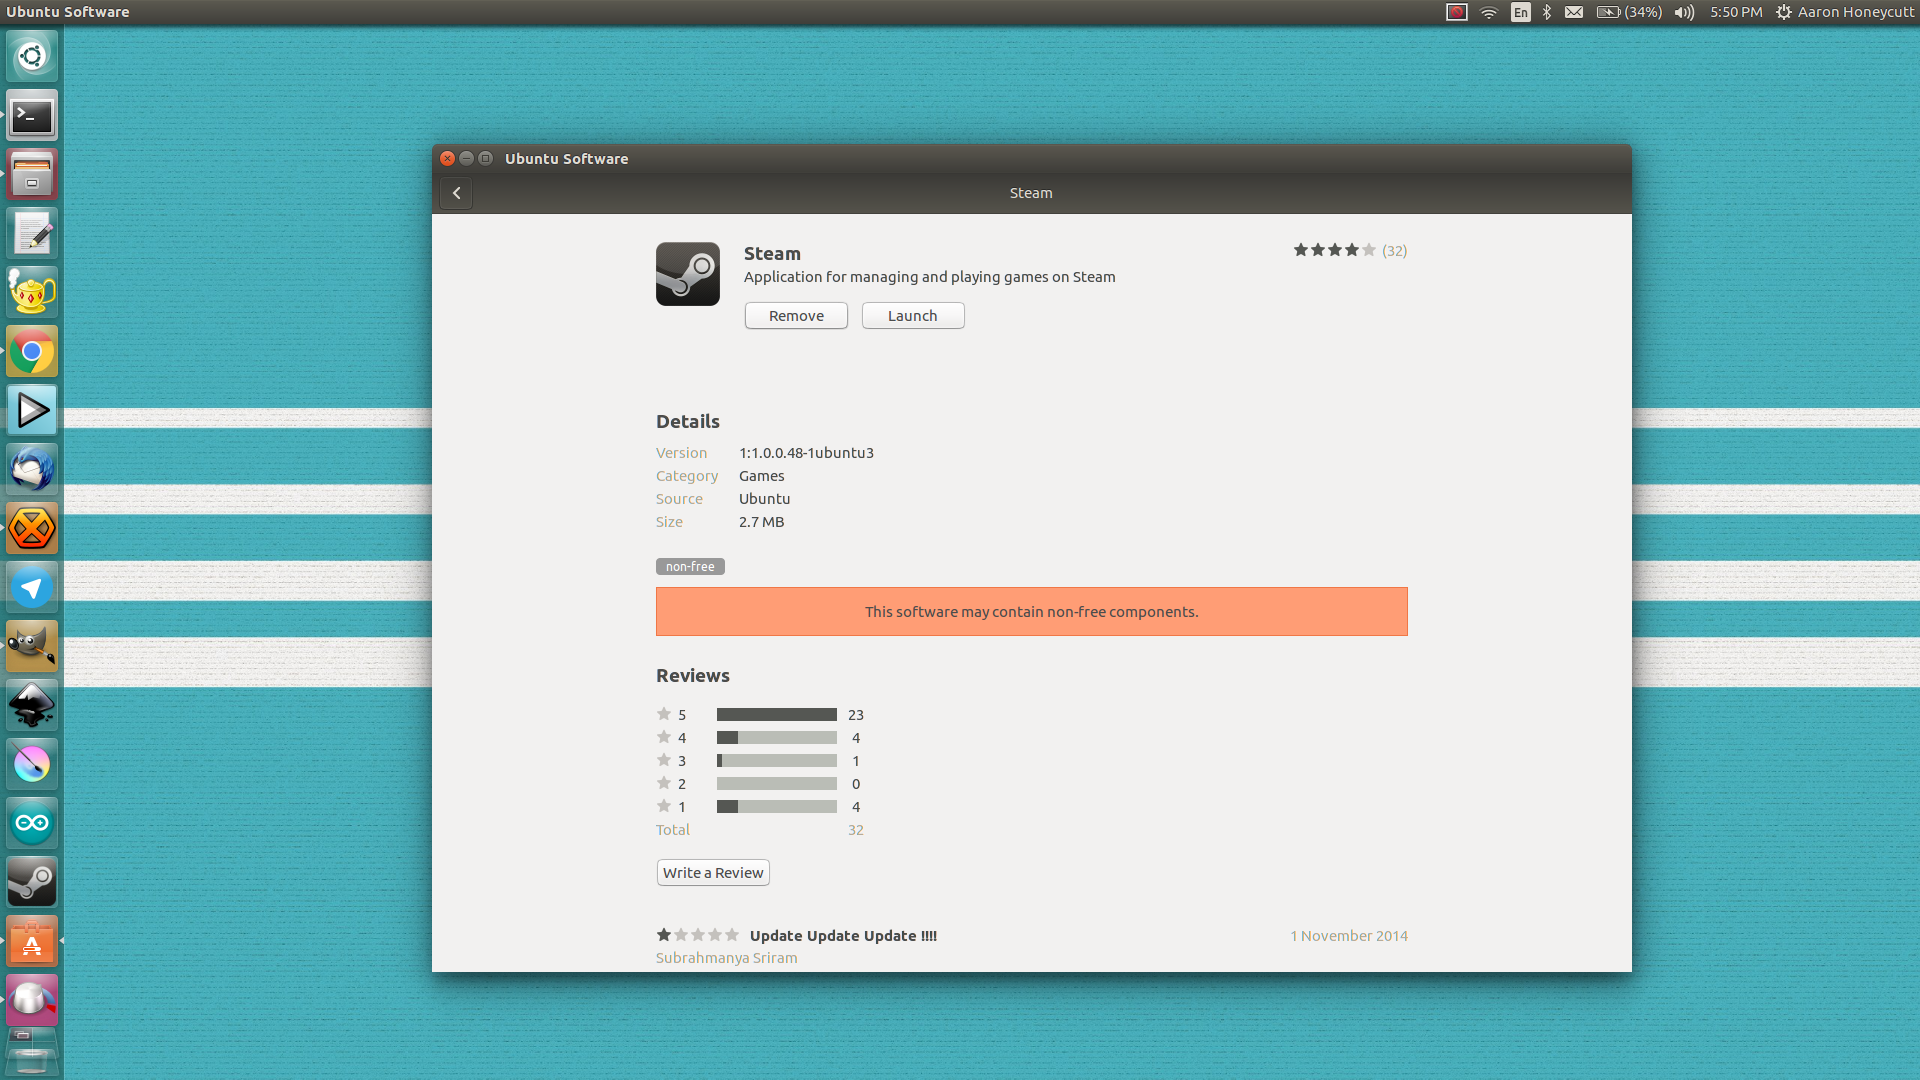 Ubuntu Software
En
(34%)
5:50 PM
Aaron Honeycutt
Ubuntu Software
Steam
Steam
(32)
Application for managing and playing games on Steam
Remove
Launch
Details
Version 1:1.0.0.48-1ubuntu3
Category Games
Source Ubuntu
Size 2.7 MB
non-free
This software may contain non-free components.
Reviews
5 23
4 4
3 1
2 0
1 4
Total 32
Write a Review
Update Update Update !!!!
1 November 2014
Subrahmanya Sriram